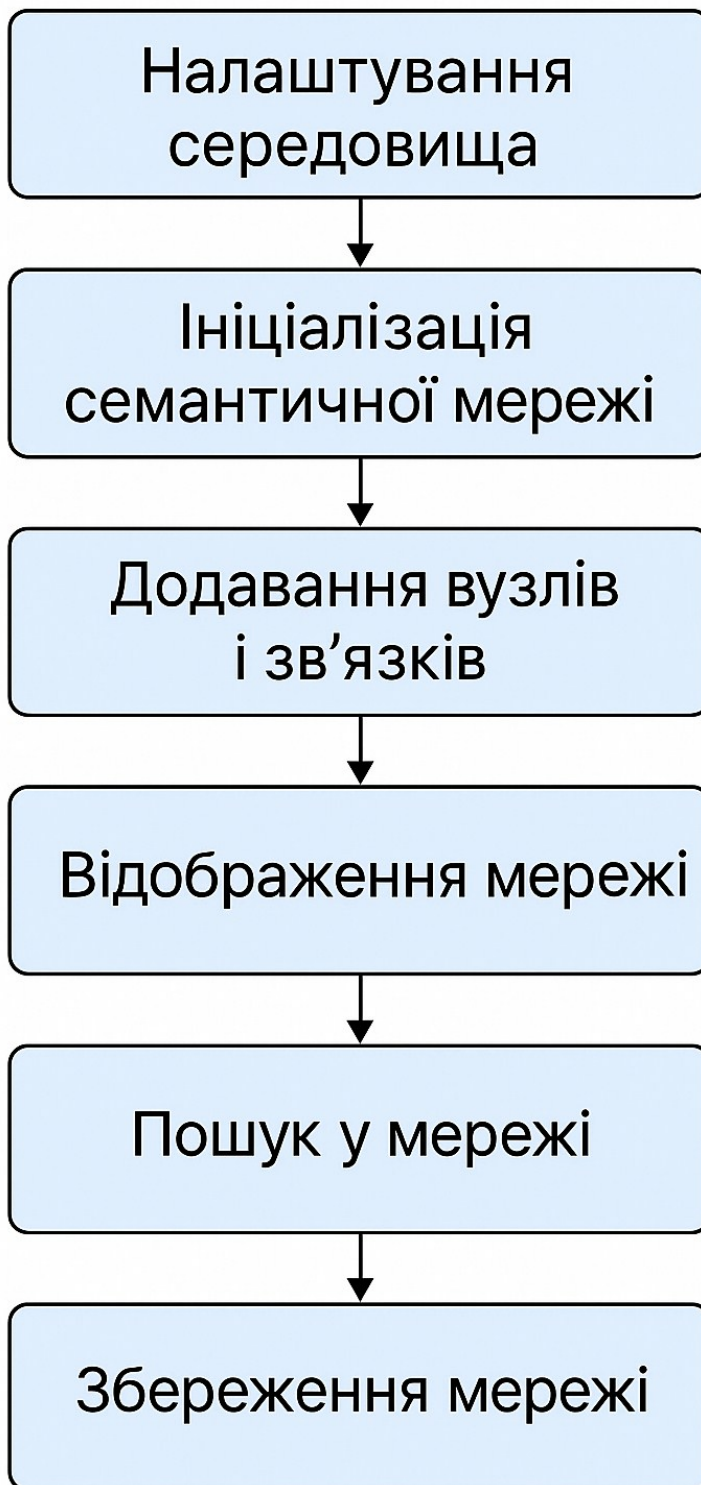 Налаштування
середовища
Ініціалізація
семантичної мережі
Додавання вузлів
і зв’язків
Відображення мережі
Пошук у мережі
Збереження мережі